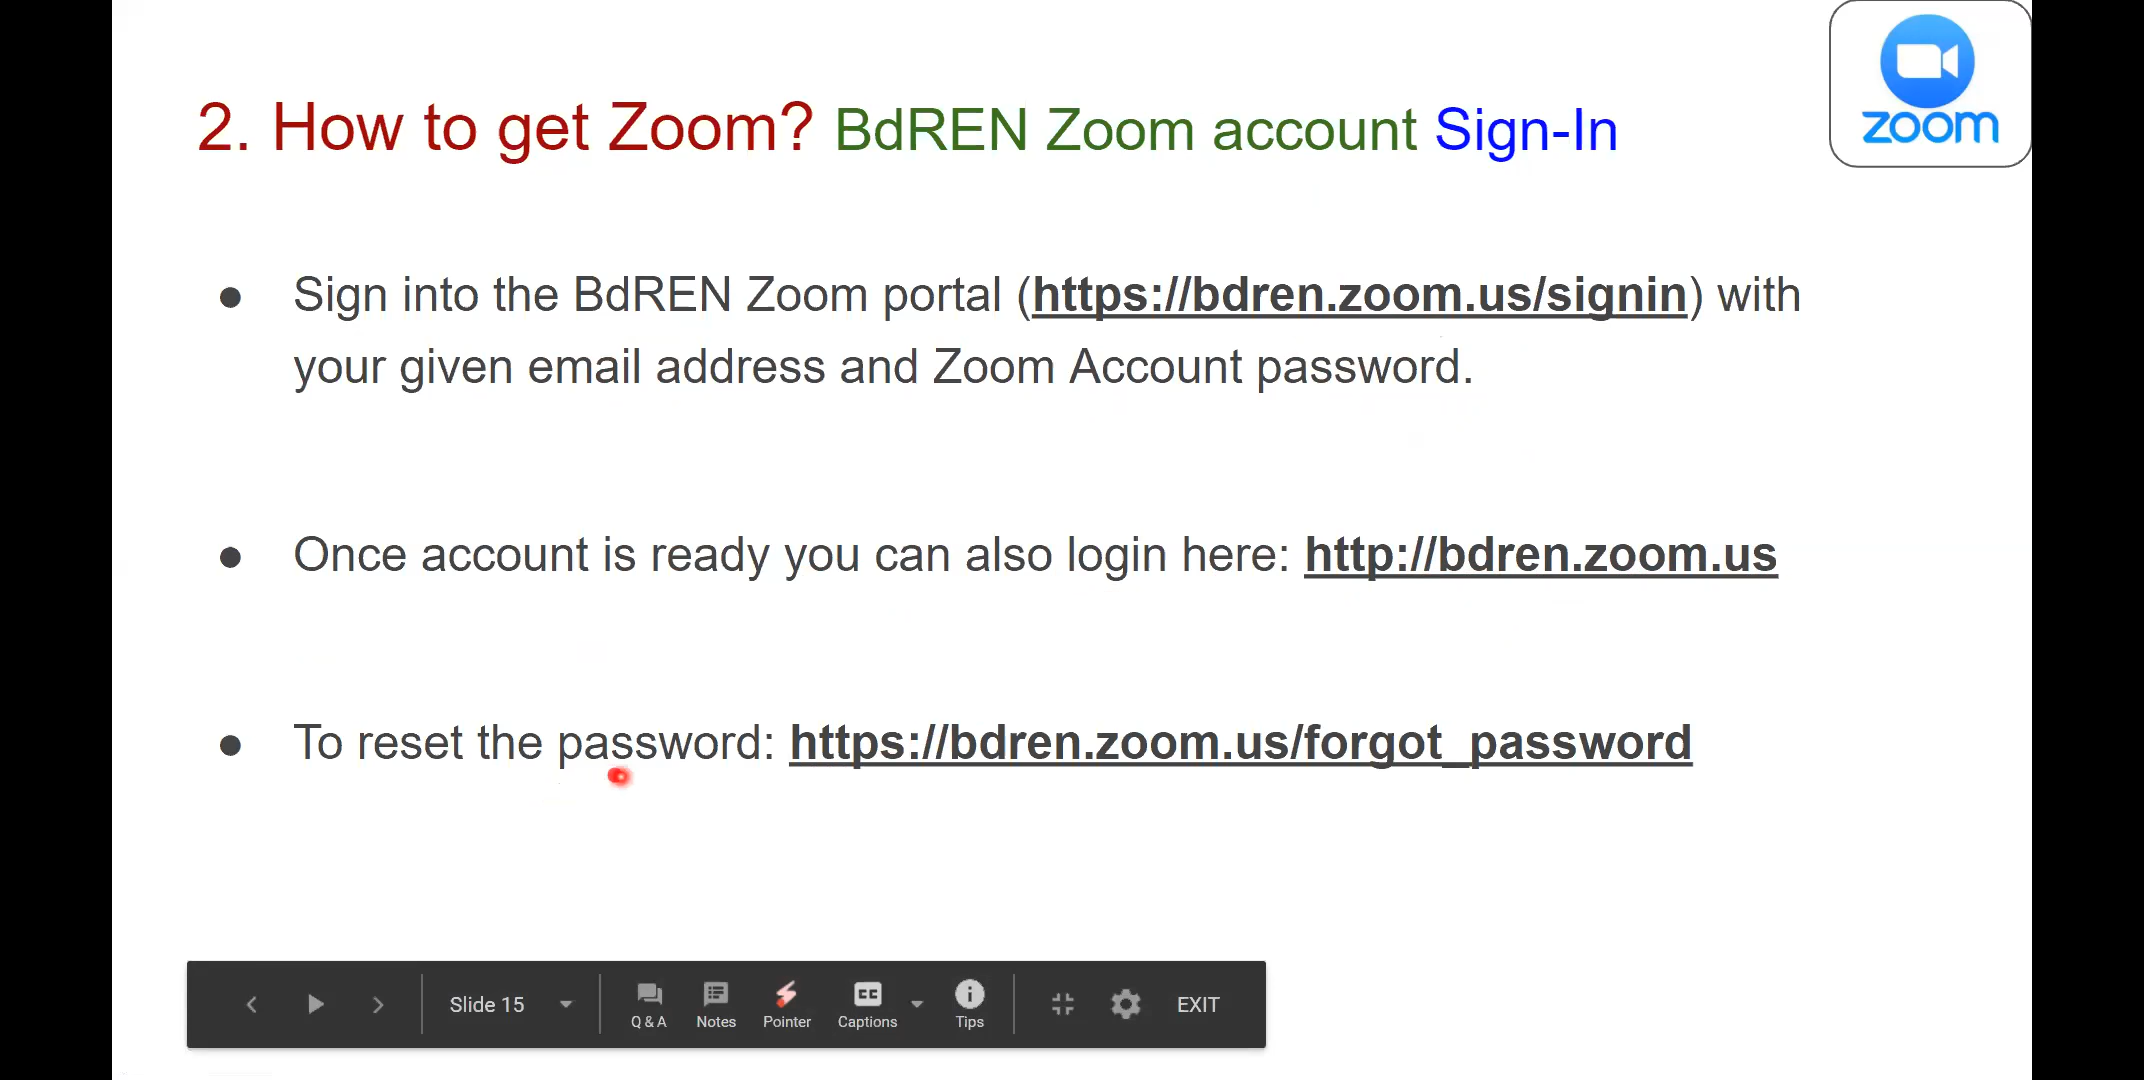 zoom
2. How to get Zoom? BdREN Zoom account Sign-In
● Sign into the BdREN Zoom portal (https://bdren.zoom.us/signin) with
your given email address and Zoom Account password.
● Once account is ready you can also login here: http://bdren.zoom.us
● To reset the password: https://bdren.zoom.us/forgot_password
Slide 15 Q & A Notes Pointer CC Captions Tips EXIT